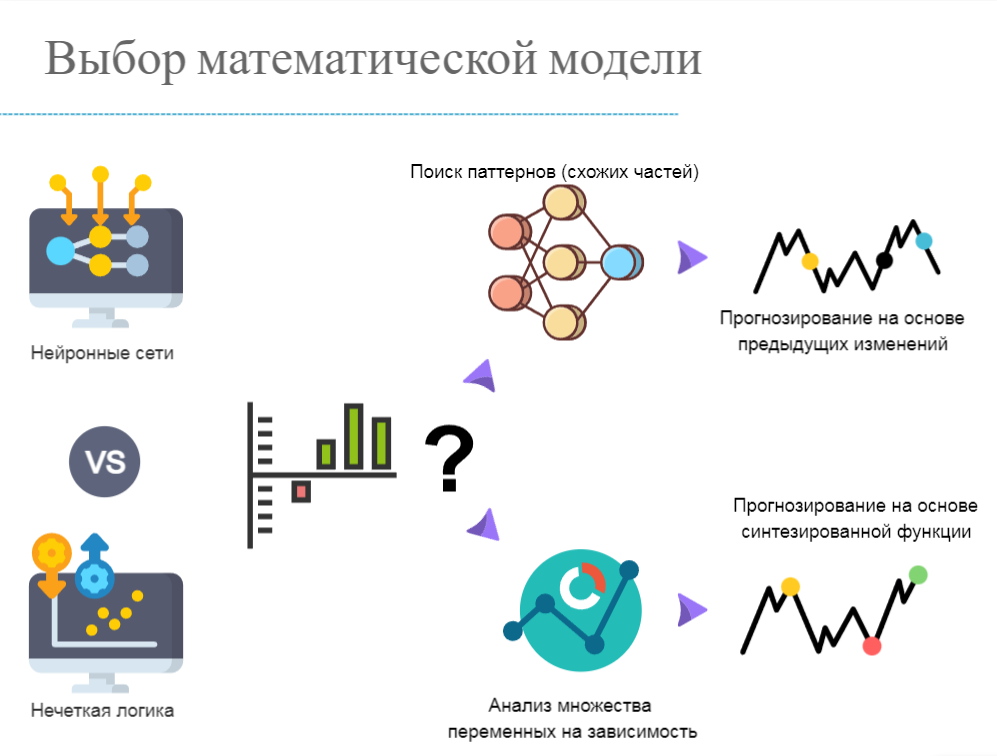 Выбор математической модели
Поиск паттернов (схожих частей)
Прогнозирование на основе
предыдущих изменений
Нейронные сети
VS
?
Прогнозирование на основе
синтезированной функции
Нечеткая логика
Анализ множества
переменных на зависимость